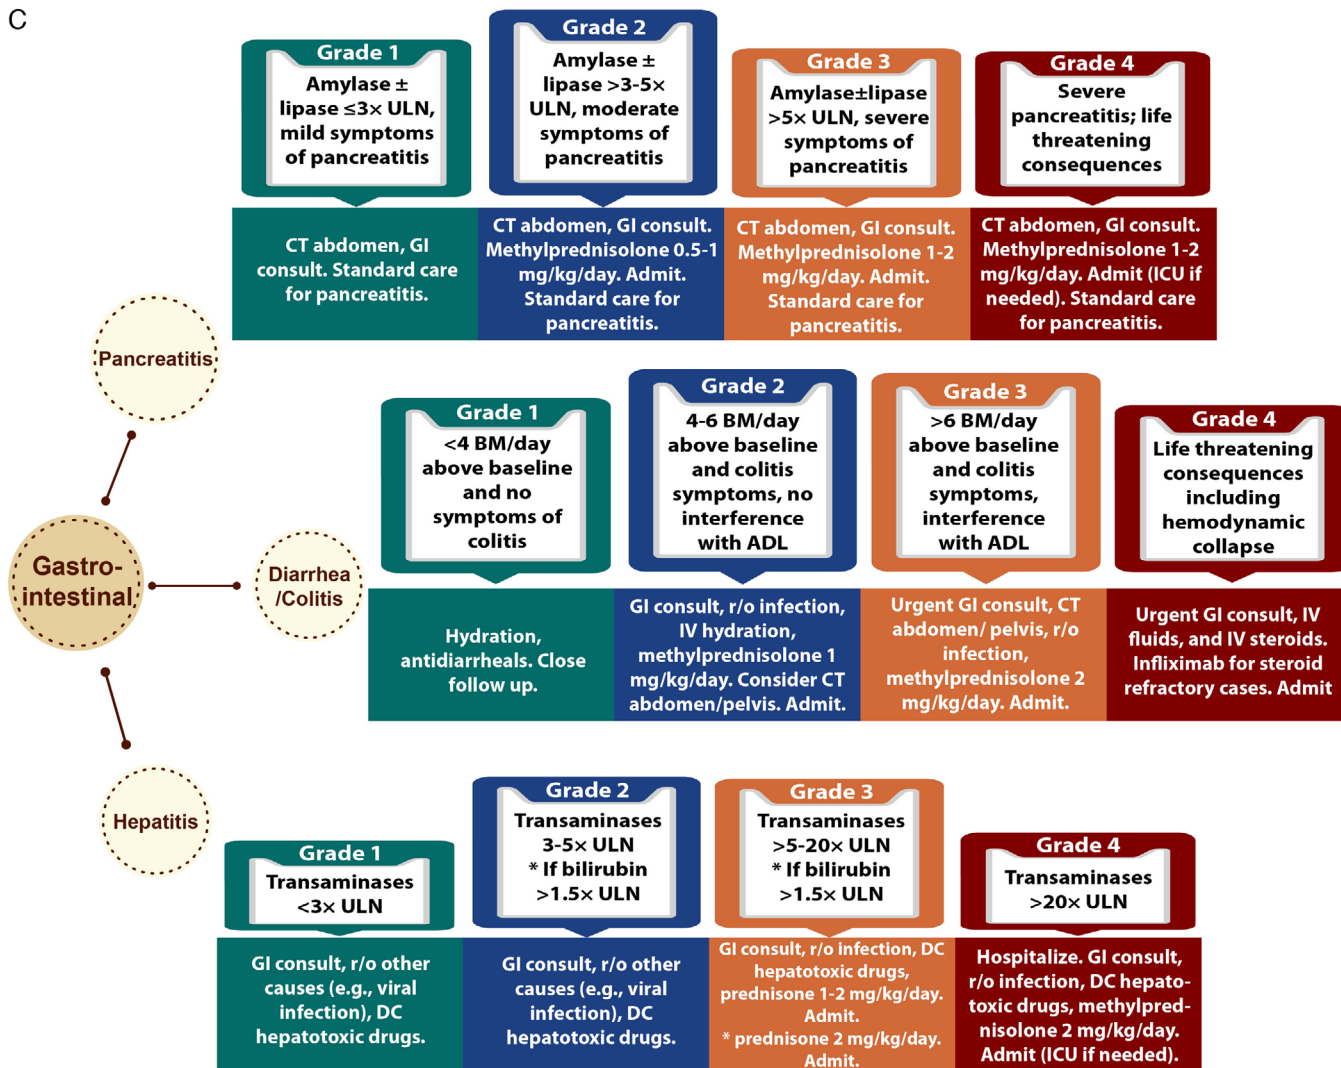 C
Grade 1
Amylase ±
lipase ≤3× ULN,
mild symptoms
of pancreatitis
CT abdomen, GI
consult. Standard care
for pancreatitis.
Grade 2
Amylase ±
lipase >3-5×
ULN, moderate
symptoms of
pancreatitis
CT abdomen, GI consult.
Methylprednisolone 0.5-1
mg/kg/day. Admit.
Standard care for
pancreatitis.
Grade 3
Amylase±lipase
>5× ULN, severe
symptoms of
pancreatitis
CT abdomen, GI consult.
Methylprednisolone 1-2
mg/kg/day. Admit.
Standard care for
pancreatitis.
Grade 4
Severe
pancreatitis; life
threatening
consequences
CT abdomen, GI consult.
Methylprednisolone 1-2
mg/kg/day. Admit (ICU if
needed). Standard care
for pancreatitis.
Pancreatitis
Gastro-
intestinal
Diarrhea
/Colitis
Grade 1
<4 BM/day
above baseline
and no
symptoms of
colitis
Hydration,
antidiarrheals. Close
follow up.
Grade 2
4-6 BM/day
above baseline
and colitis
symptoms, no
interference
with ADL
GI consult, r/o infection,
IV hydration,
methylprednisolone 1
mg/kg/day. Consider CT
abdomen/pelvis. Admit.
Grade 3
>6 BM/day
above baseline
and colitis
symptoms,
interference
with ADL
Urgent GI consult, CT
abdomen/ pelvis, r/o
infection,
methylprednisolone 2
mg/kg/day. Admit.
Grade 4
Life threatening
consequences
including
hemodynamic
collapse
Urgent GI consult, IV
fluids, and IV steroids.
Infliximab for steroid
refractory cases. Admit
Hepatitis
Grade 1
Transaminases
<3× ULN
GI consult, r/o other
causes (e.g., viral
infection), DC
hepatotoxic drugs.
Grade 2
Transaminases
3-5× ULN
* If bilirubin
>1.5× ULN
GI consult, r/o other
causes (e.g., viral
infection), DC
hepatotoxic drugs.
Grade 3
Transaminases
>5-20× ULN
* If bilirubin
>1.5× ULN
GI consult, r/o infection, DC
hepatotoxic drugs,
prednisone 1-2 mg/kg/day.
Admit.
* prednisone 2 mg/kg/day.
Admit.
Grade 4
Transaminases
>20× ULN
Hospitalize. GI consult,
r/o infection, DC hepato-
toxic drugs, methylpred-
nisolone 2 mg/kg/day.
Admit (ICU if needed).